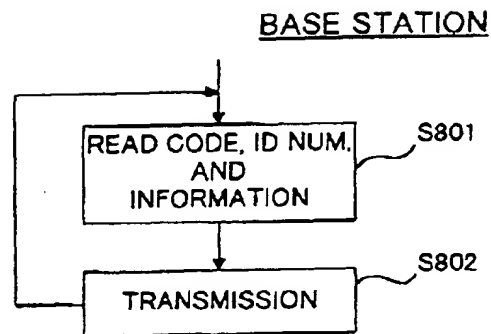 BASE STATION
READ CODE, ID NUM.
AND
INFORMATION
S801
TRANSMISSION
S802